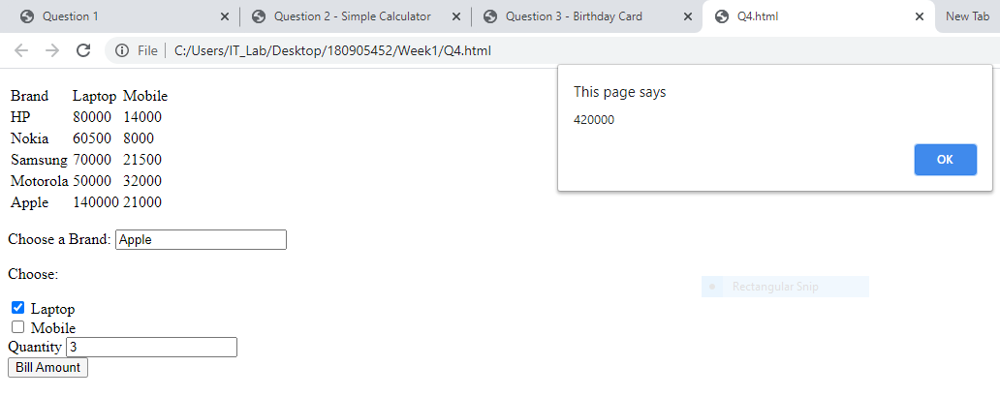 Question 1
Question 2 - Simple Calculator
Question 3 - Birthday Card
Q4.html
New Tab
File C:/Users/IT_Lab/Desktop/180905452/Week1/Q4.html
This page says
420000
OK
Brand Laptop Mobile
HP 80000 14000
Nokia 60500 8000
Samsung 70000 21500
Motorola 50000 32000
Apple 140000 21000
Choose a Brand: Apple
Choose:
Rectangular Snip
Laptop
Mobile
Quantity 3
Bill Amount